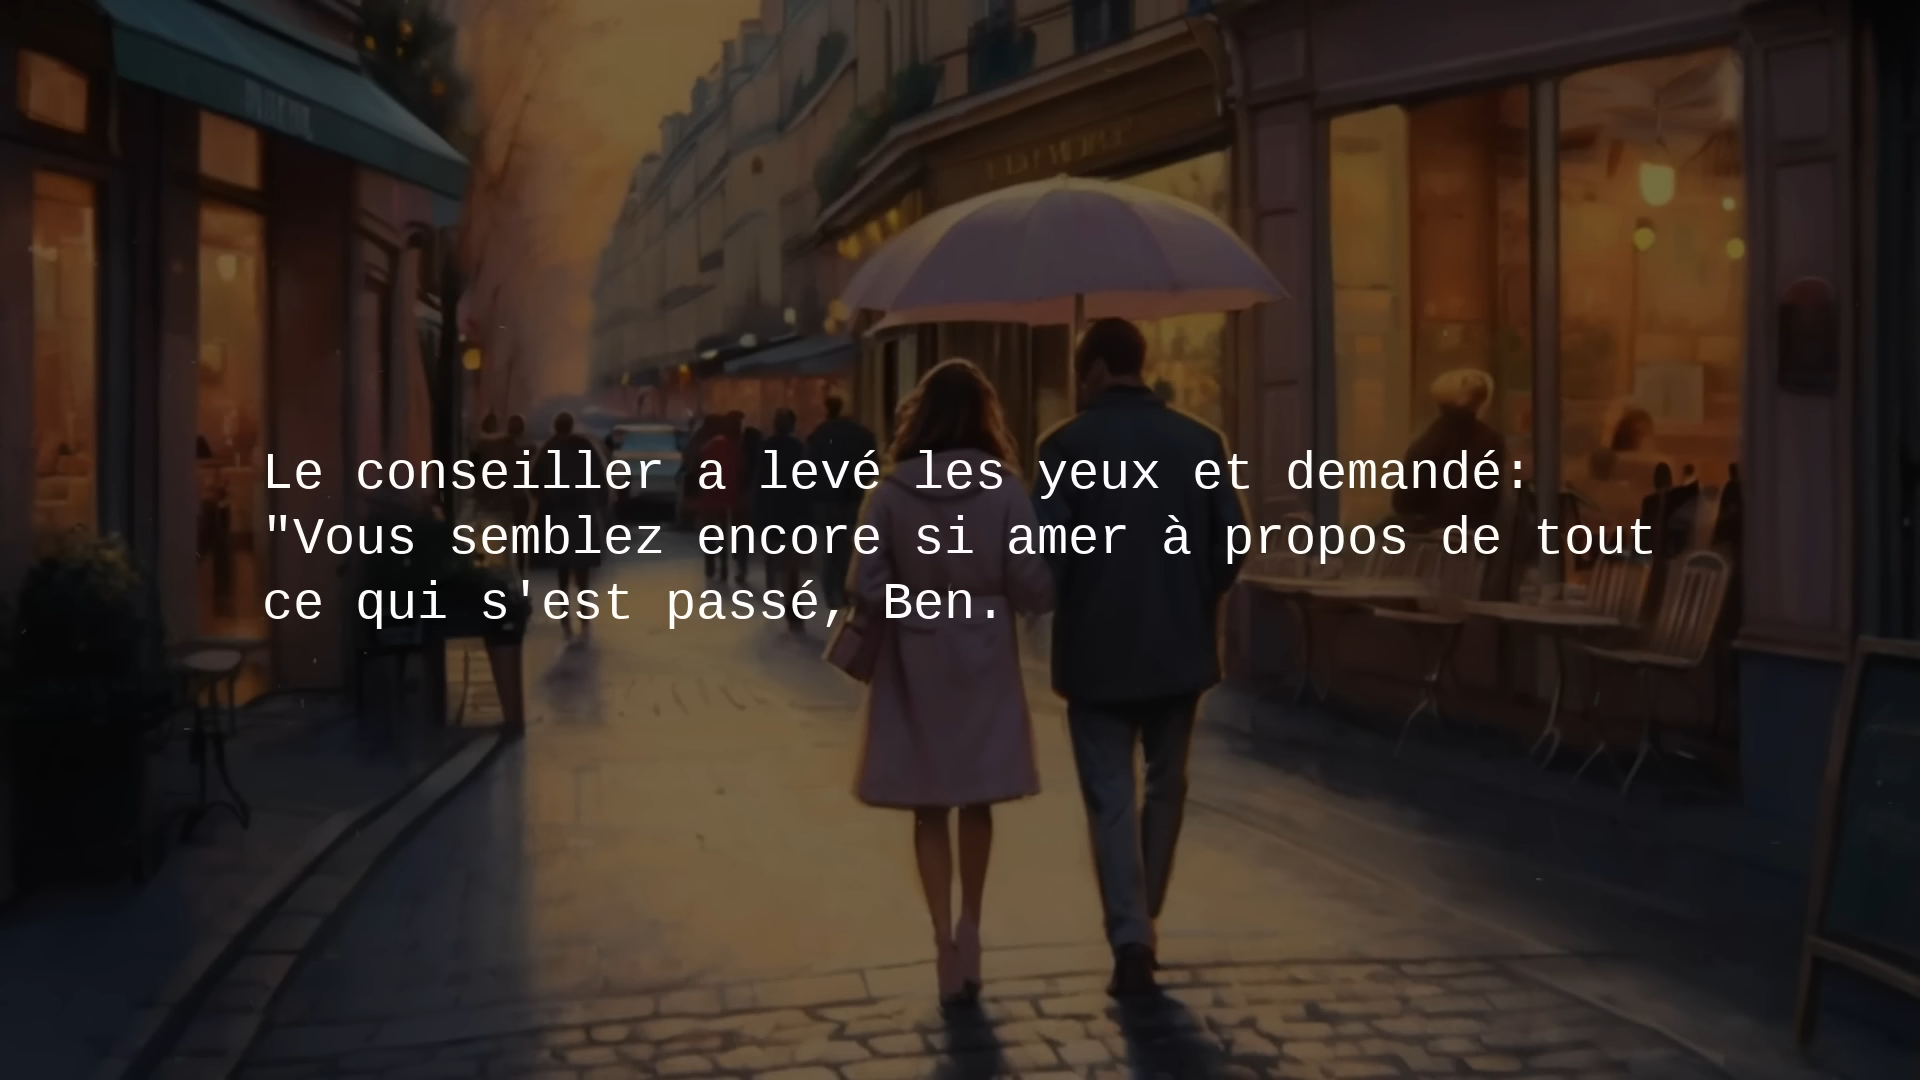 Le conseiller a levé les yeux et demandé:
"Vous semblez encore si amer à propos de tout
ce qui s'est passé, Ben.